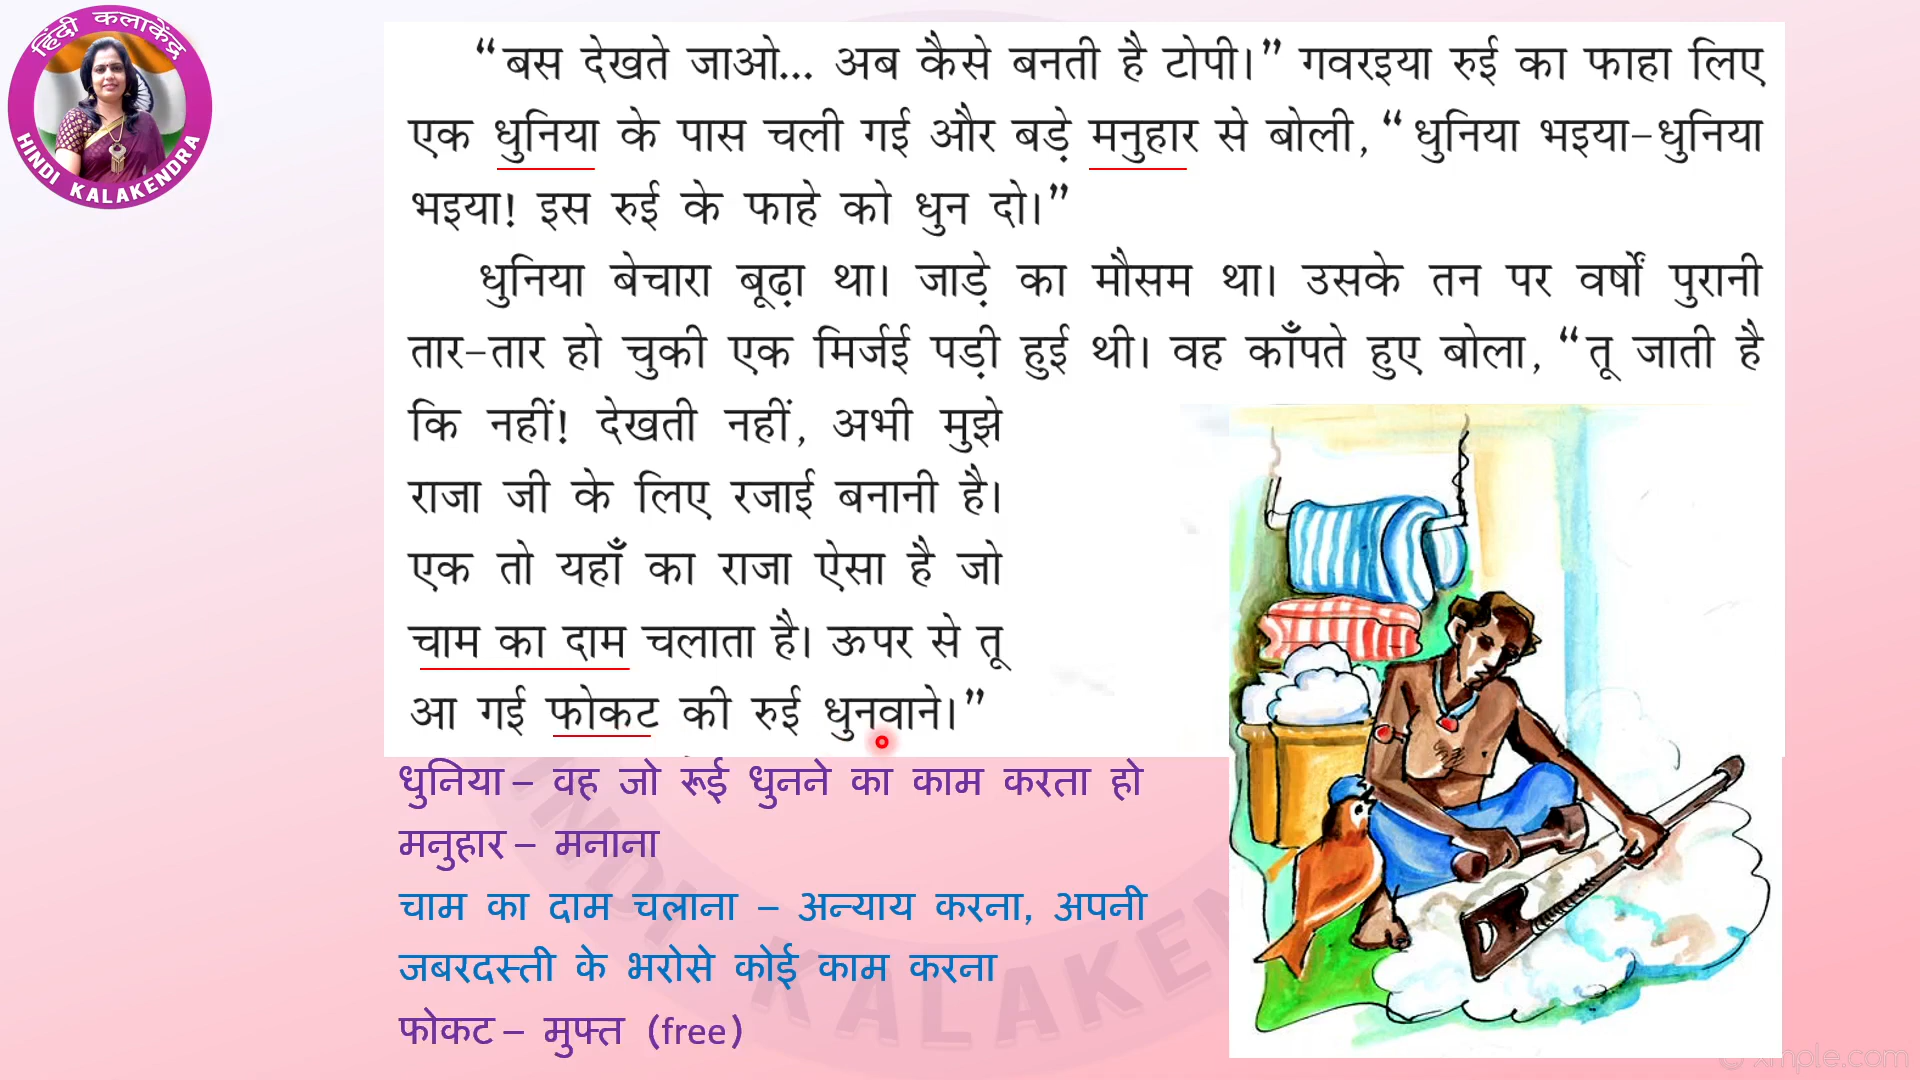 हिंदी कलाकेंद्र
HINDI KALAKENDRA
“बस देखते जाओ... अब कैसे बनती है टोपी।” गवरइया रुई का फाहा लिए
एक धुनिया के पास चली गई और बड़े मनुहार से बोली, “धुनिया भइया-धुनिया
भइया! इस रुई के फाहे को धुन दो।”
धुनिया बेचारा बूढ़ा था। जाड़े का मौसम था। उसके तन पर वर्षों पुरानी
तार-तार हो चुकी एक मिर्जई पड़ी हुई थी। वह काँपते हुए बोला, “तू जाती है
कि नहीं! देखती नहीं, अभी मुझे
राजा जी के लिए रजाई बनानी है।
एक तो यहाँ का राजा ऐसा है जो
चाम का दाम चलाता है। ऊपर से तू
आ गई फोकट की रुई धुनवाने।”
धुनिया – वह जो रूंई धुनने का काम करता हो
मनुहार – मनाना
चाम का दाम चलाना – अन्याय करना, अपनी
जबरदस्ती के भरोसे कोई काम करना
फोकट – मुफ्त (free)